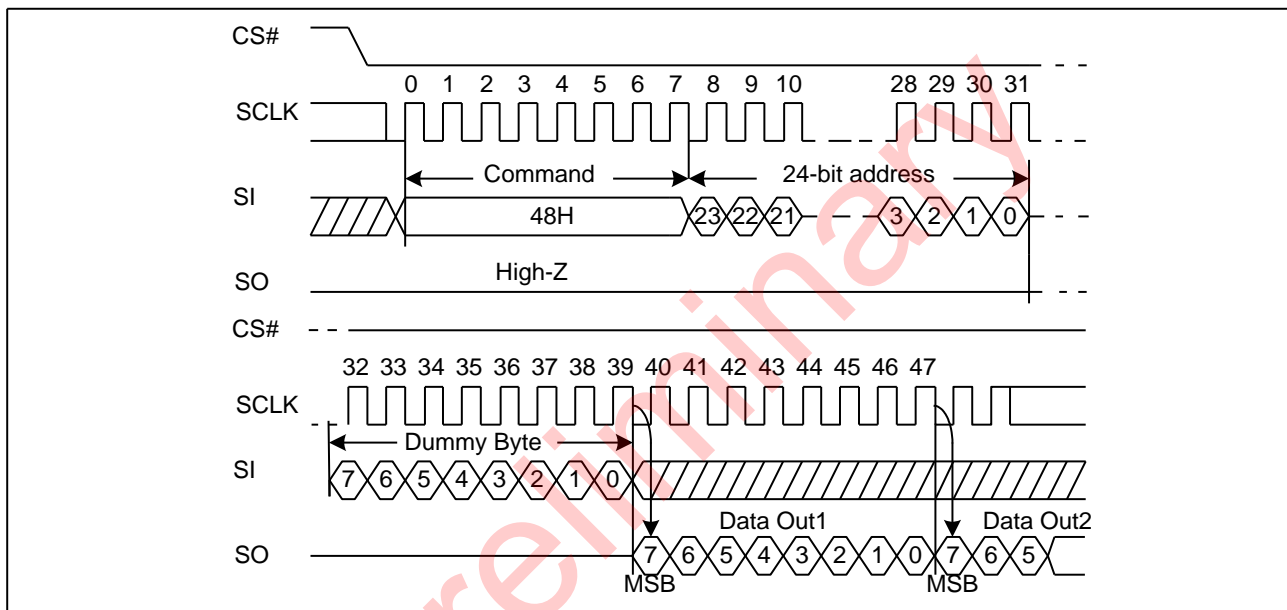 CS#
0 1 2 3 4 5 6 7 8 9 10 28 29 30 31
SCLK
Command 24-bit address
SI
48H 23 22 21 3 2 1 0
High-Z
SO
CS#
32 33 34 35 36 37 38 39 40 41 42 43 44 45 46 47
SCLK
Dummy Byte
SI
7 6 5 4 3 2 1 0
Data Out1 Data Out2
SO
7 6 5 4 3 2 1 0 7 6 5
MSB MSB
reliminary